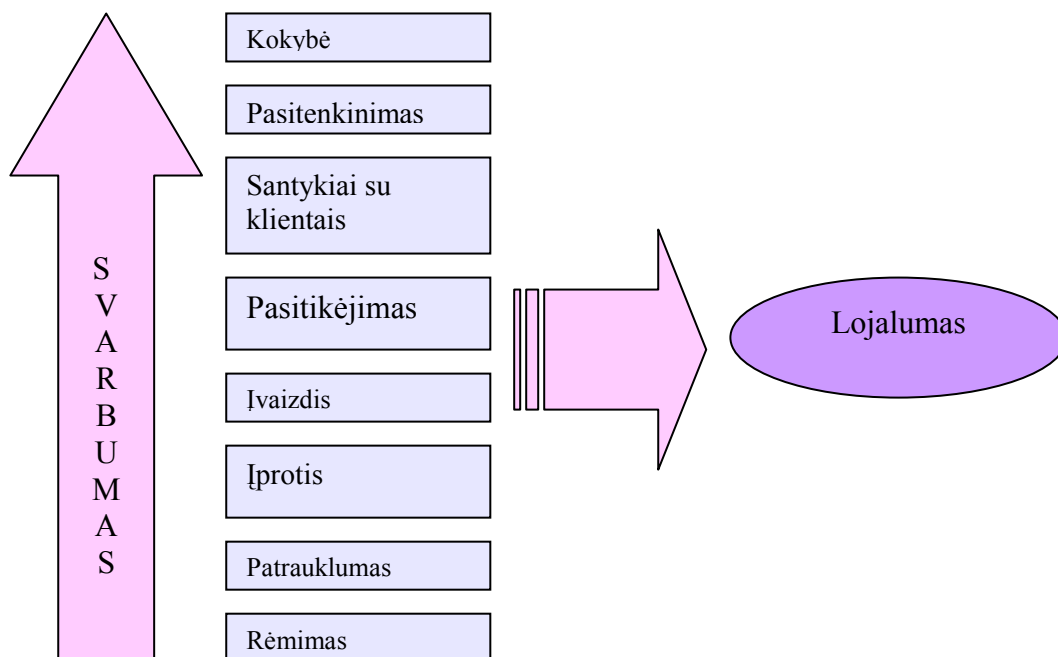 Kokybė
Pasitenkinimas
Santykiai su
klientais
Pasitikėjimas
Įvaizdis
Įprotis
Patrauklumas
Rėmimas
S
V
A
R
B
U
M
A
S
Lojalumas